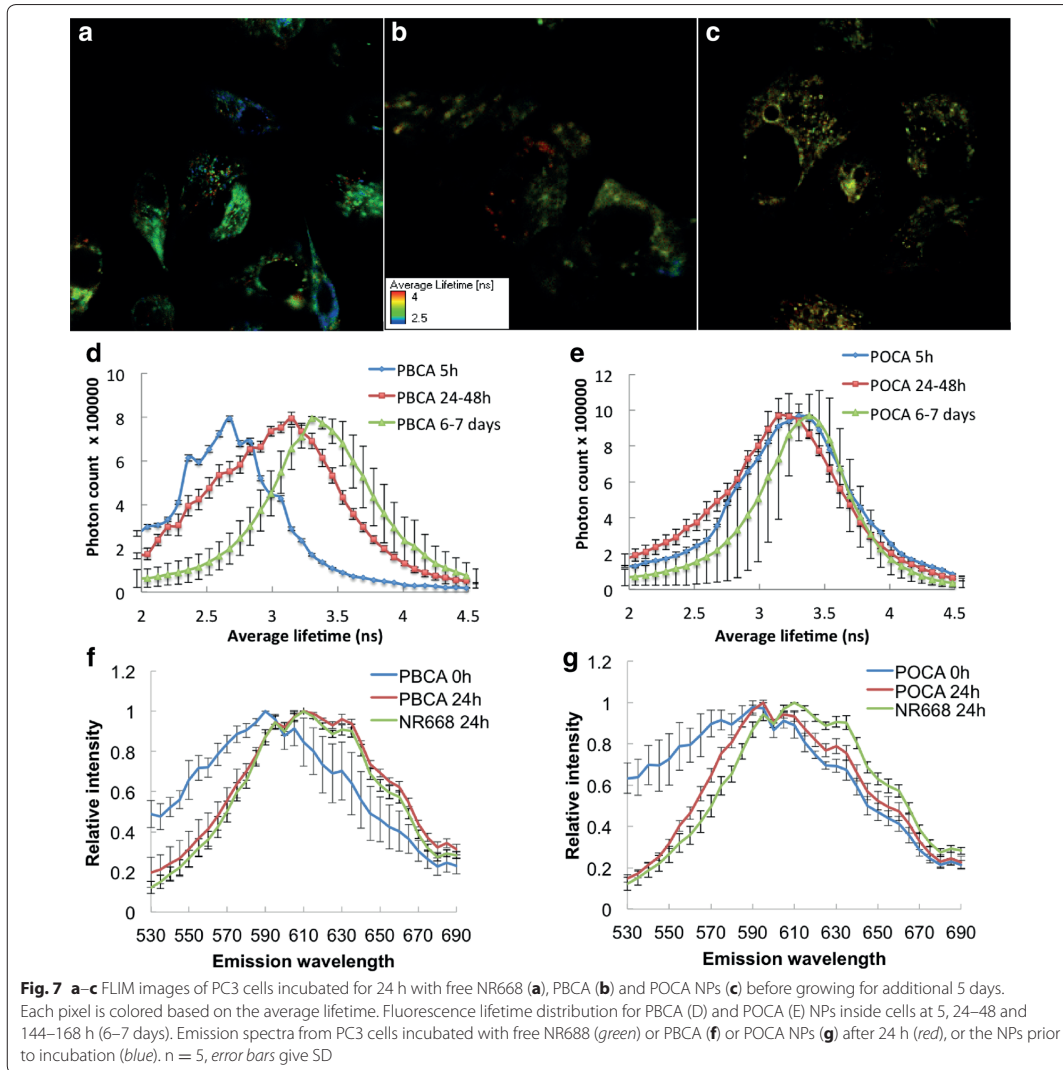 a
b
c
Average Lifetime [ns]
4
2.5
d
PBCA 5h
PBCA 24-48h
PBCA 6-7 days
Photon count x 100000
10
8
6
4
2
0
2 2.5 3 3.5 4 4.5
Average lifetime (ns)
e
POCA 5h
POCA 24-48h
POCA 6-7 days
Photon count x 100000
12
10
8
6
4
2
0
2 2.5 3 3.5 4 4.5
Average lifetime (ns)
f
PBCA 0h
PBCA 24h
NR668 24h
Relative intensity
1.2
1
0.8
0.6
0.4
0.2
0
530 550 570 590 610 630 650 670 690
Emission wavelength
g
POCA 0h
POCA 24h
NR668 24h
Relative intensity
1.2
1
0.8
0.6
0.4
0.2
0
530 550 570 590 610 630 650 670 690
Emission wavelength
Fig. 7 a–c FLIM images of PC3 cells incubated for 24 h with free NR668 (a), PBCA (b) and POCA NPs (c) before growing for additional 5 days.
Each pixel is colored based on the average lifetime. Fluorescence lifetime distribution for PBCA (D) and POCA (E) NPs inside cells at 5, 24–48 and
144–168 h (6–7 days). Emission spectra from PC3 cells incubated with free NR688 (green) or PBCA (f) or POCA NPs (g) after 24 h (red), or the NPs prior
to incubation (blue). n = 5, error bars give SD